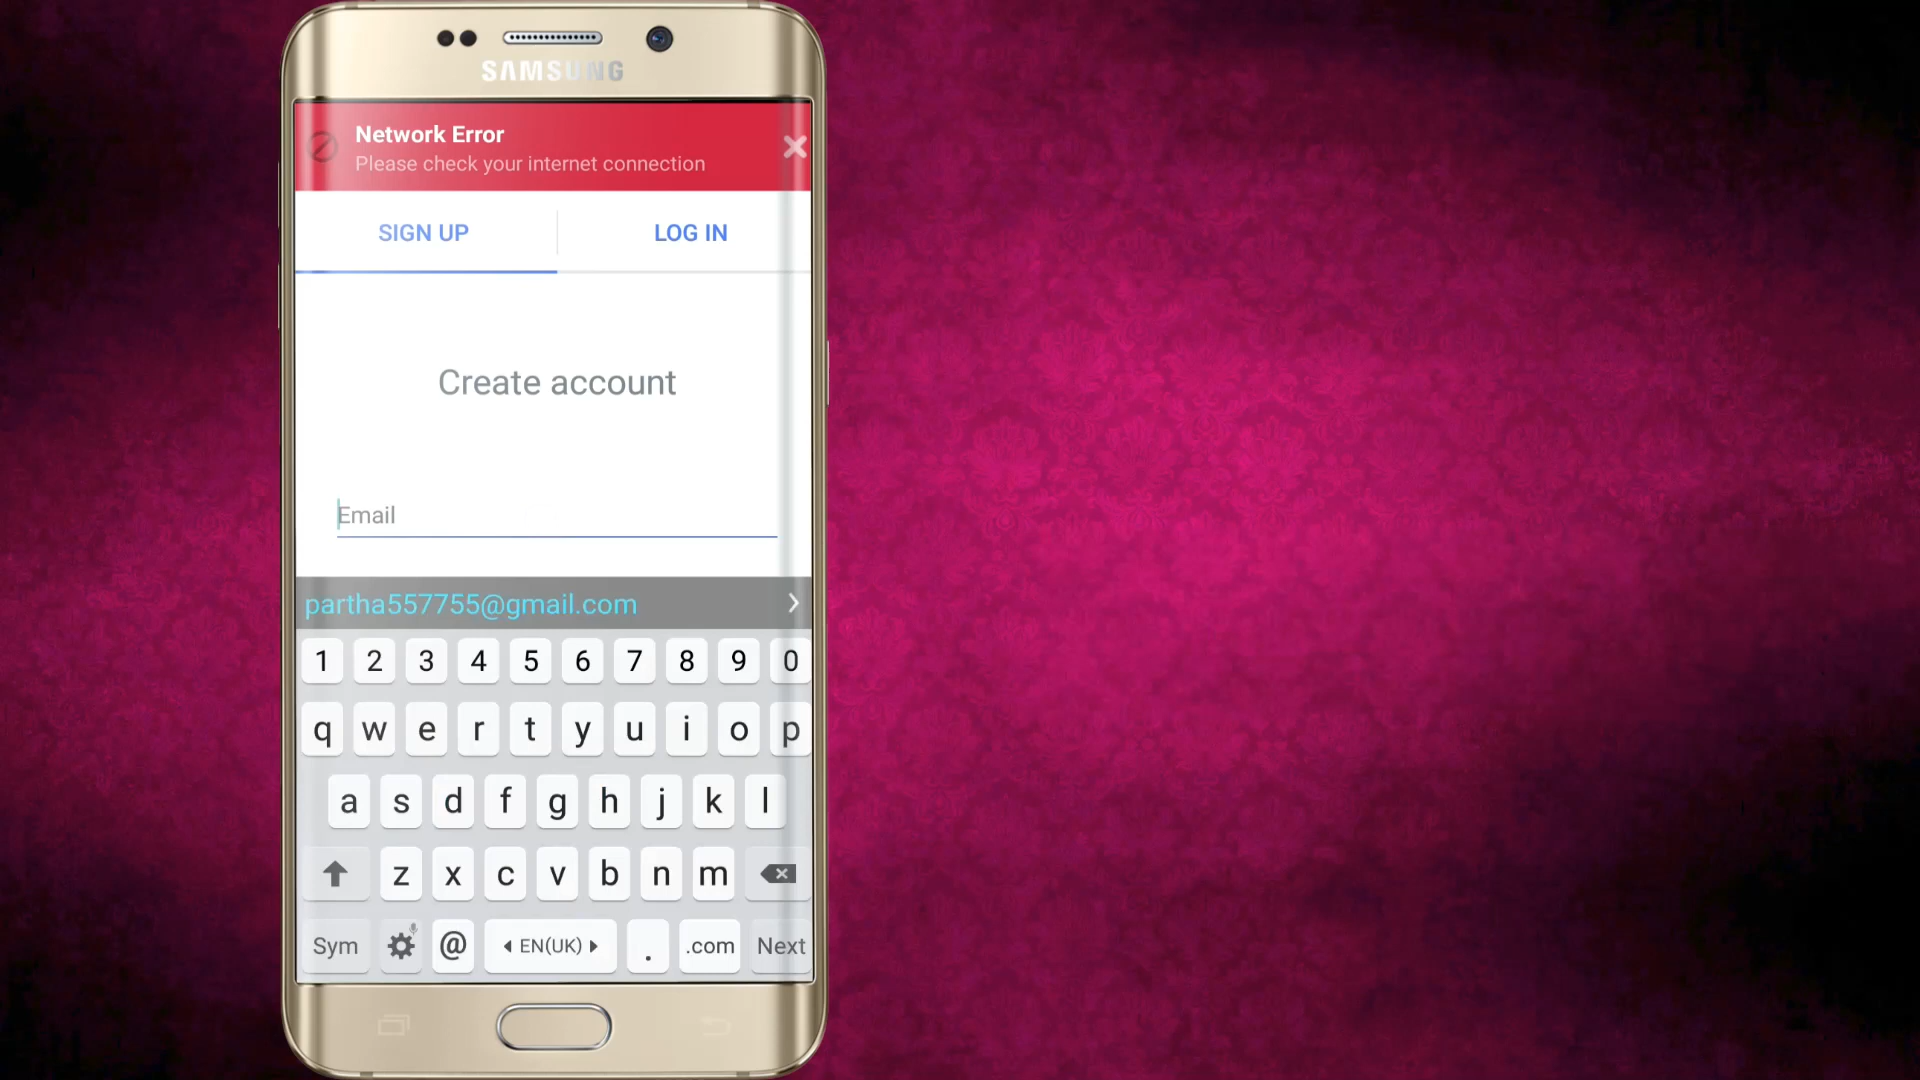 SAMSUNG
Network Error
Please check your internet connection
SIGN UP LOG IN
Create account
Email
partha557755@gmail.com
1 2 3 4 5 6 7 8 9 0
q w e r t y u i o p
a s d f g h j k l
z x c v b n m
Sym @ EN(UK) . .com Next